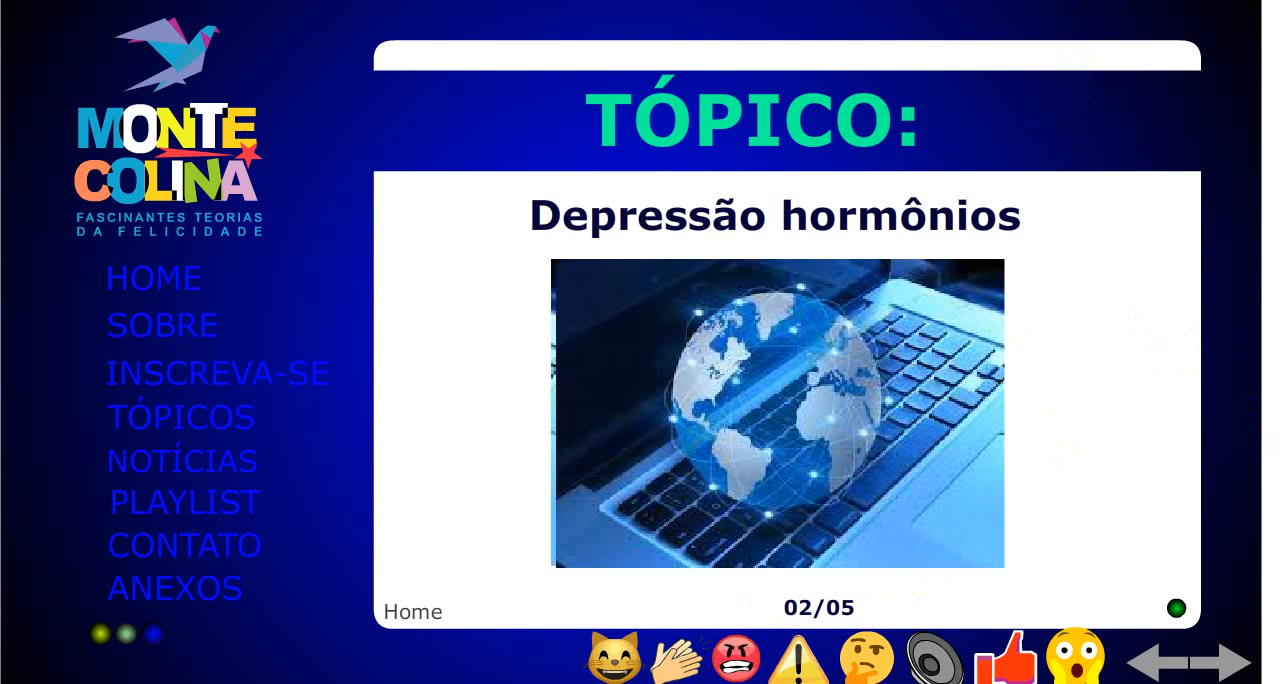 MONTE
COLINA
FASCINANTES TEORIAS
DA FELICIDADE
HOME
SOBRE
INSCREVA-SE
TÓPICOS
NOTÍCIAS
PLAYLIST
CONTATO
ANEXOS
TÓPICO:
Depressão hormônios
Home
02/05